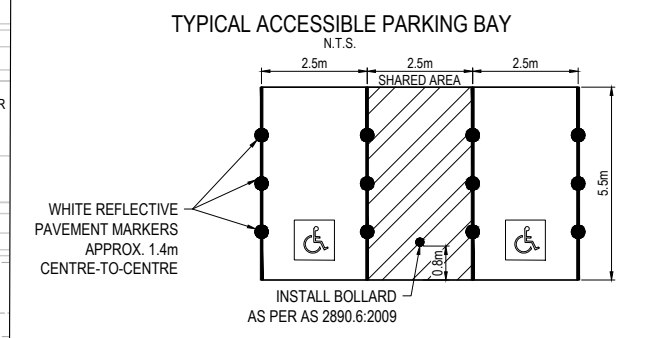 TYPICAL ACCESSIBLE PARKING BAY
N.T.S.
2.5m 2.5m 2.5m
SHARED AREA
R
5.5m
WHITE REFLECTIVE
PAVEMENT MARKERS
APPROX. 1.4m
CENTRE-TO-CENTRE
0.8m
INSTALL BOLLARD
AS PER AS 2890.6:2009